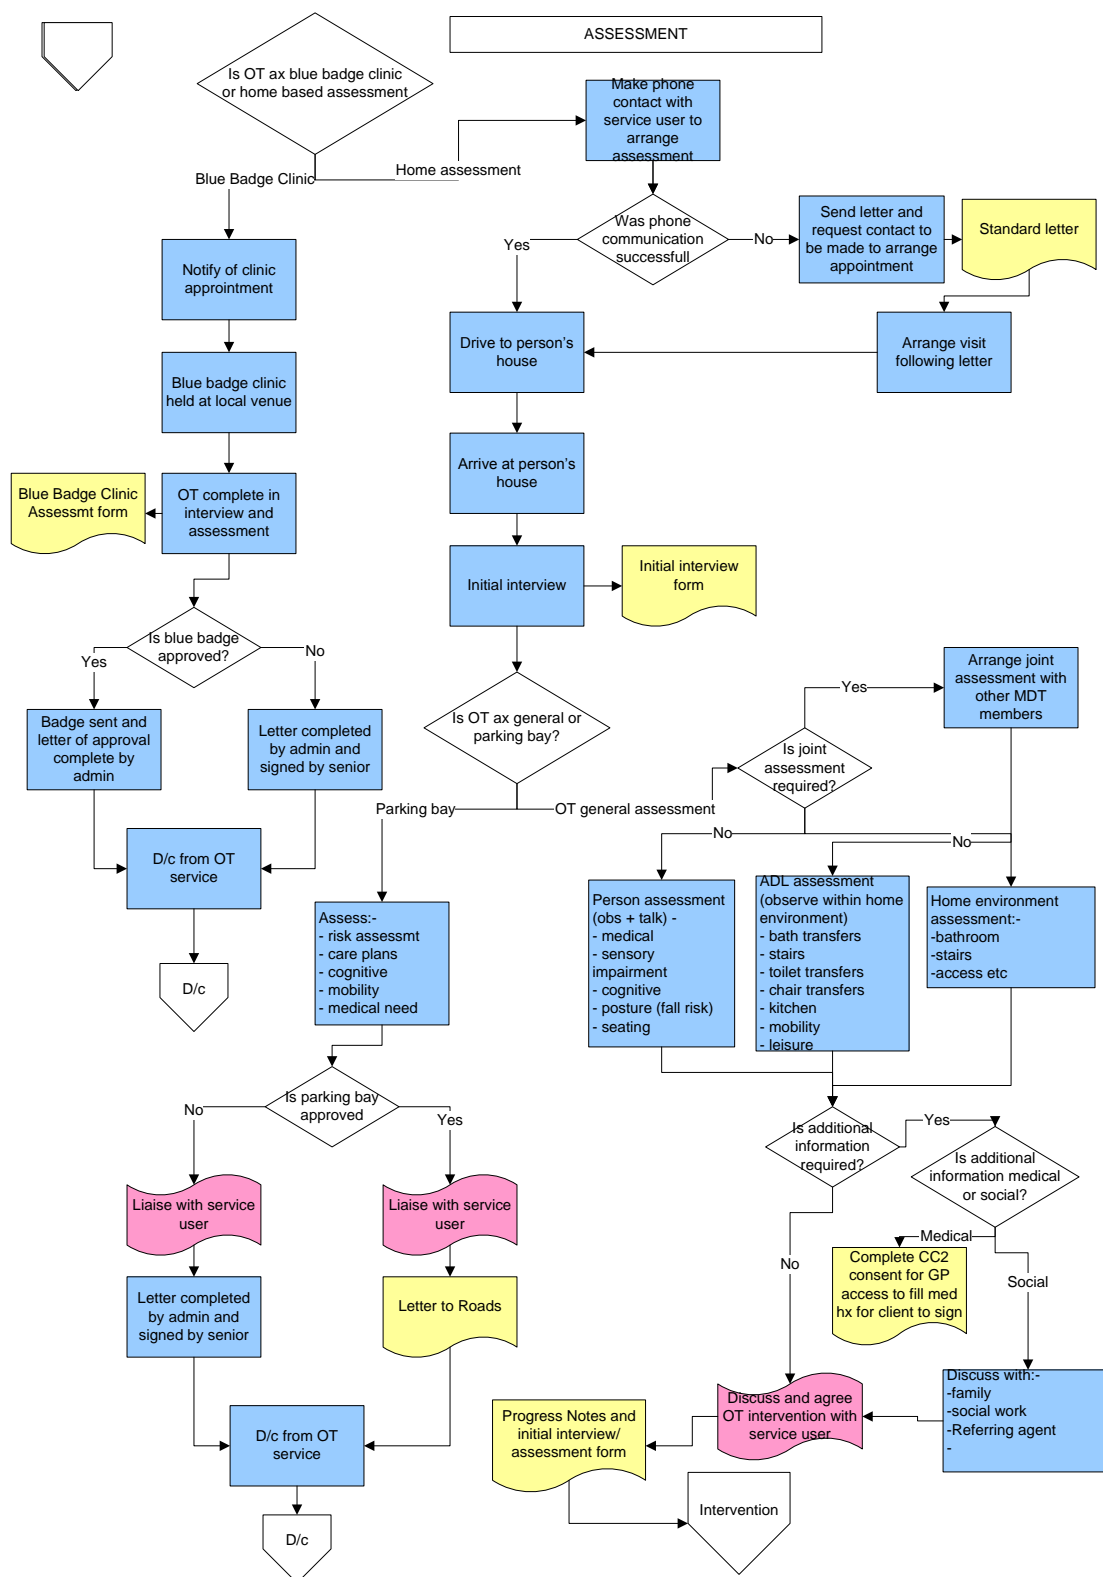 ASSESSMENT
Is OT ax blue badge clinic
or home based assessment
Make phone
contact with
service user to
arrange
assessment
Home assessment
Blue Badge Clinic
Was phone
communication
successfull
Yes
No
Send letter and
request contact to
be made to arrange
appointment
Standard letter
Notify of clinic
approintment
Drive to person's
house
Arrange visit
following letter
Blue badge clinic
held at local venue
Arrive at person's
house
Blue Badge Clinic
Assessmt form
OT complete in
interview and
assessment
Initial interview
Initial interview
form
Is blue badge
approved?
Yes
No
Badge sent and
letter of approval
complete by
admin
Letter completed
by admin and
signed by senior
Is OT ax general or
parking bay?
Arrange joint
assessment with
other MDT
members
Yes
Is joint
assessment
required?
Parking bay
OT general assessment
No
No
D/c from OT
service
D/c
Assess:-
- risk assessmt
- care plans
- cognitive
- mobility
- medical need
Person assessment
(obs + talk) -
- medical
- sensory
impairment
- cognitive
- posture (fall risk)
- seating
ADL assessment
(observe within home
environment)
- bath transfers
- stairs
- toilet transfers
- chair transfers
- kitchen
- mobility
- leisure
Home environment
assessment:-
-bathroom
-stairs
-access etc
Is parking bay
approved
No
Yes
Is additional
information
required?
Yes
Is additional
information medical
or social?
Liaise with service
user
Liaise with service
user
Medical
No
Social
Complete CC2
consent for GP
access to fill med
hx for client to sign
Letter completed
by admin and
signed by senior
Letter to Roads
Discuss with:-
-family
-social work
-Referring agent
-
Discuss and agree
OT intervention with
service user
Progress Notes and
initial interview/
assessment form
D/c from OT
service
Intervention
D/c